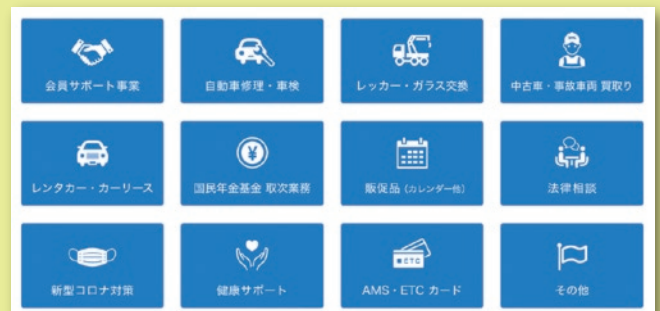 会員サポート事業
自動車修理・車検
レッカー・ガラス交換
中古車・事故車両 買取り
レンタカー・カーリース
¥
国民年金基金 取次業務
販促品 (カレンダー他)
法律相談
新型コロナ対策
健康サポート
ETC
AMS・ETC カード
その他